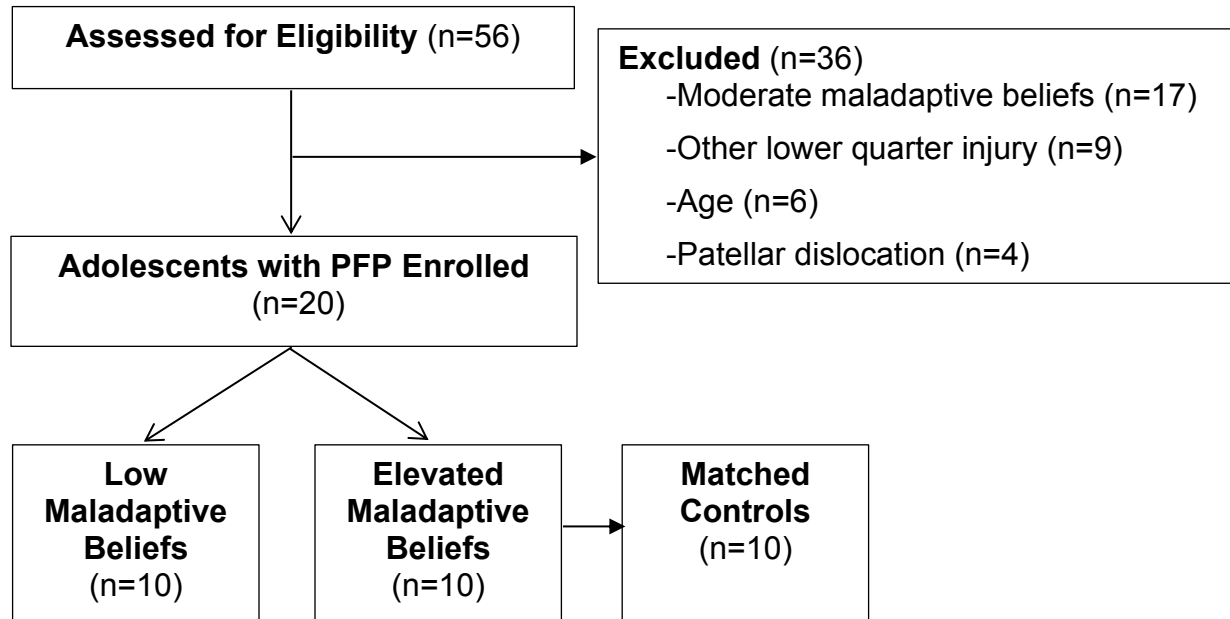 Assessed for Eligibility (n=56)
Excluded (n=36)
-Moderate maladaptive beliefs (n=17)
-Other lower quarter injury (n=9)
-Age (n=6)
-Patellar dislocation (n=4)
Adolescents with PFP Enrolled
(n=20)
Low
Maladaptive
Beliefs
(n=10)
Elevated
Maladaptive
Beliefs
(n=10)
Matched
Controls
(n=10)